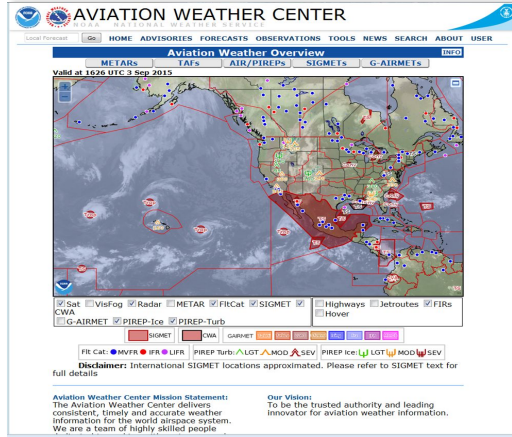 AVIATION WEATHER CENTER
NOAA NATIONAL WEATHER SERVICE
Local Forecast Go HOME ADVISORIES FORECASTS OBSERVATIONS TOOLS NEWS SEARCH ABOUT USER
Aviation Weather Overview INFO
METARs TAFs AIR/PIREPs SIGMETs G-AIRMETs
Valid at 1626 UTC 3 Sep 2015
Sat VisFog Radar METAR FltCat SIGMET
CWA
G-AIRMET PIREP-Ice PIREP-Turb
Highways Jetroutes FIRs
Hover
SIGMET CWA GAIRMET
Flt Cat: MVFR IFR LIFR PIREP Turb: LGT MOD SEV PIREP Ice: LGT MOD SEV
Disclaimer: International SIGMET locations approximated. Please refer to SIGMET text for
full details
Aviation Weather Center Mission Statement:
The Aviation Weather Center delivers
consistent, timely and accurate weather
information for the world airspace system.
We are a team of highly skilled people
Our Vision:
To be the trusted authority and leading
innovator for aviation weather information.